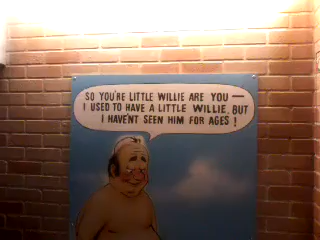 SO YOU'RE LITTLE WILLIE ARE YOU —
I USED TO HAVE A LITTLE WILLIE, BUT
I HAVEN'T SEEN HIM FOR AGES !